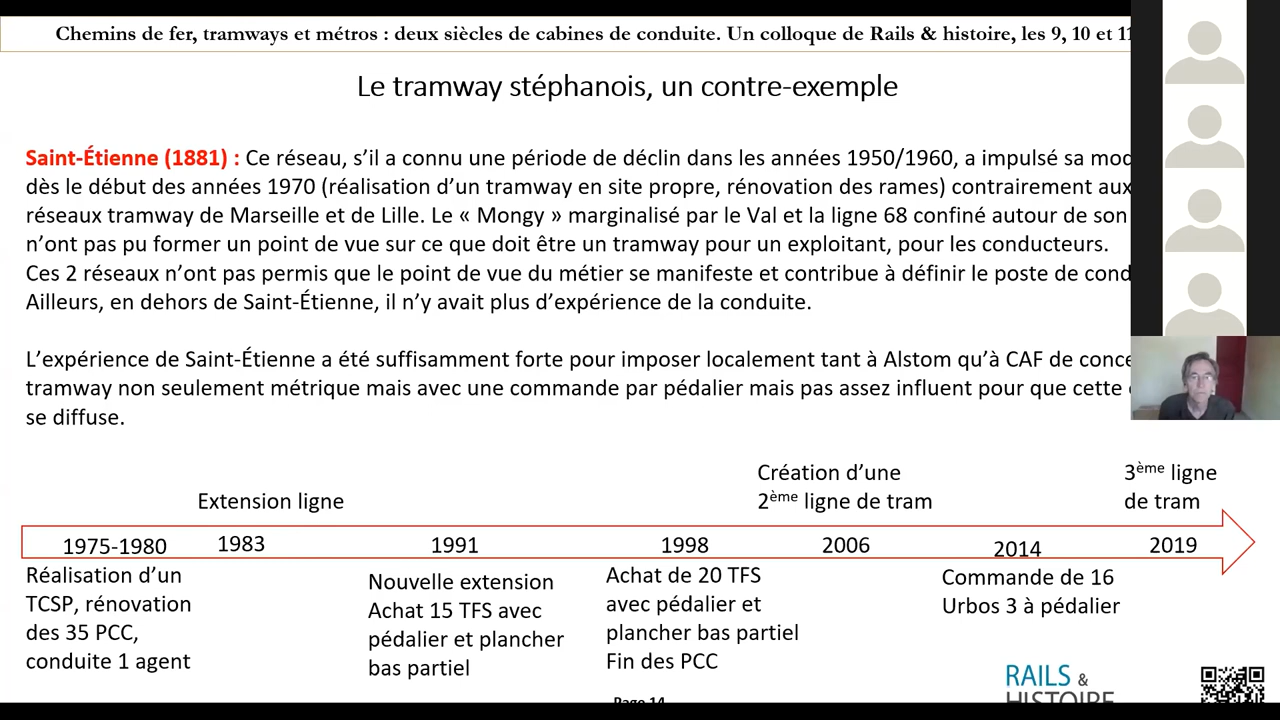 Chemins de fer, tramways et métros : deux siècles de cabines de conduite. Un colloque de Rails & histoire, les 9, 10 et 11
Le tramway stéphanois, un contre-exemple
Saint-Étienne (1881) : Ce réseau, s’il a connu une période de déclin dans les années 1950/1960, a impulsé sa
dès le début des années 1970 (réalisation d’un tramway en site propre, rénovation des rames) contrairement aux
réseaux tramway de Marseille et de Lille. Le « Mongy » marginalisé par le Val et la ligne 68 confiné autour de son
n’ont pas pu former un point de vue sur ce que doit être un tramway pour un exploitant, pour les conducteurs.
Ces 2 réseaux n’ont pas permis que le point de vue du métier se manifeste et contribue à définir le poste de
Ailleurs, en dehors de Saint-Étienne, il n’y avait plus d’expérience de la conduite.
L’expérience de Saint-Étienne a été suffisamment forte pour imposer localement tant à Alstom qu’à CAF de
tramway non seulement métrique mais avec une commande par pédalier mais pas assez influent pour que cette
se diffuse.
Création d’une
2ème ligne de tram
3ème ligne
de tram
Extension ligne
1975-1980
1983
1991
1998
2006
2014
2019
Réalisation d’un
TCSP, rénovation
des 35 PCC,
conduite 1 agent
Nouvelle extension
Achat 15 TFS avec
pédalier et plancher
bas partiel
Achat de 20 TFS
avec pédalier et
plancher bas partiel
Fin des PCC
Commande de 16
Urbos 3 à pédalier
RAILS &
HISTOIRE
Page 14